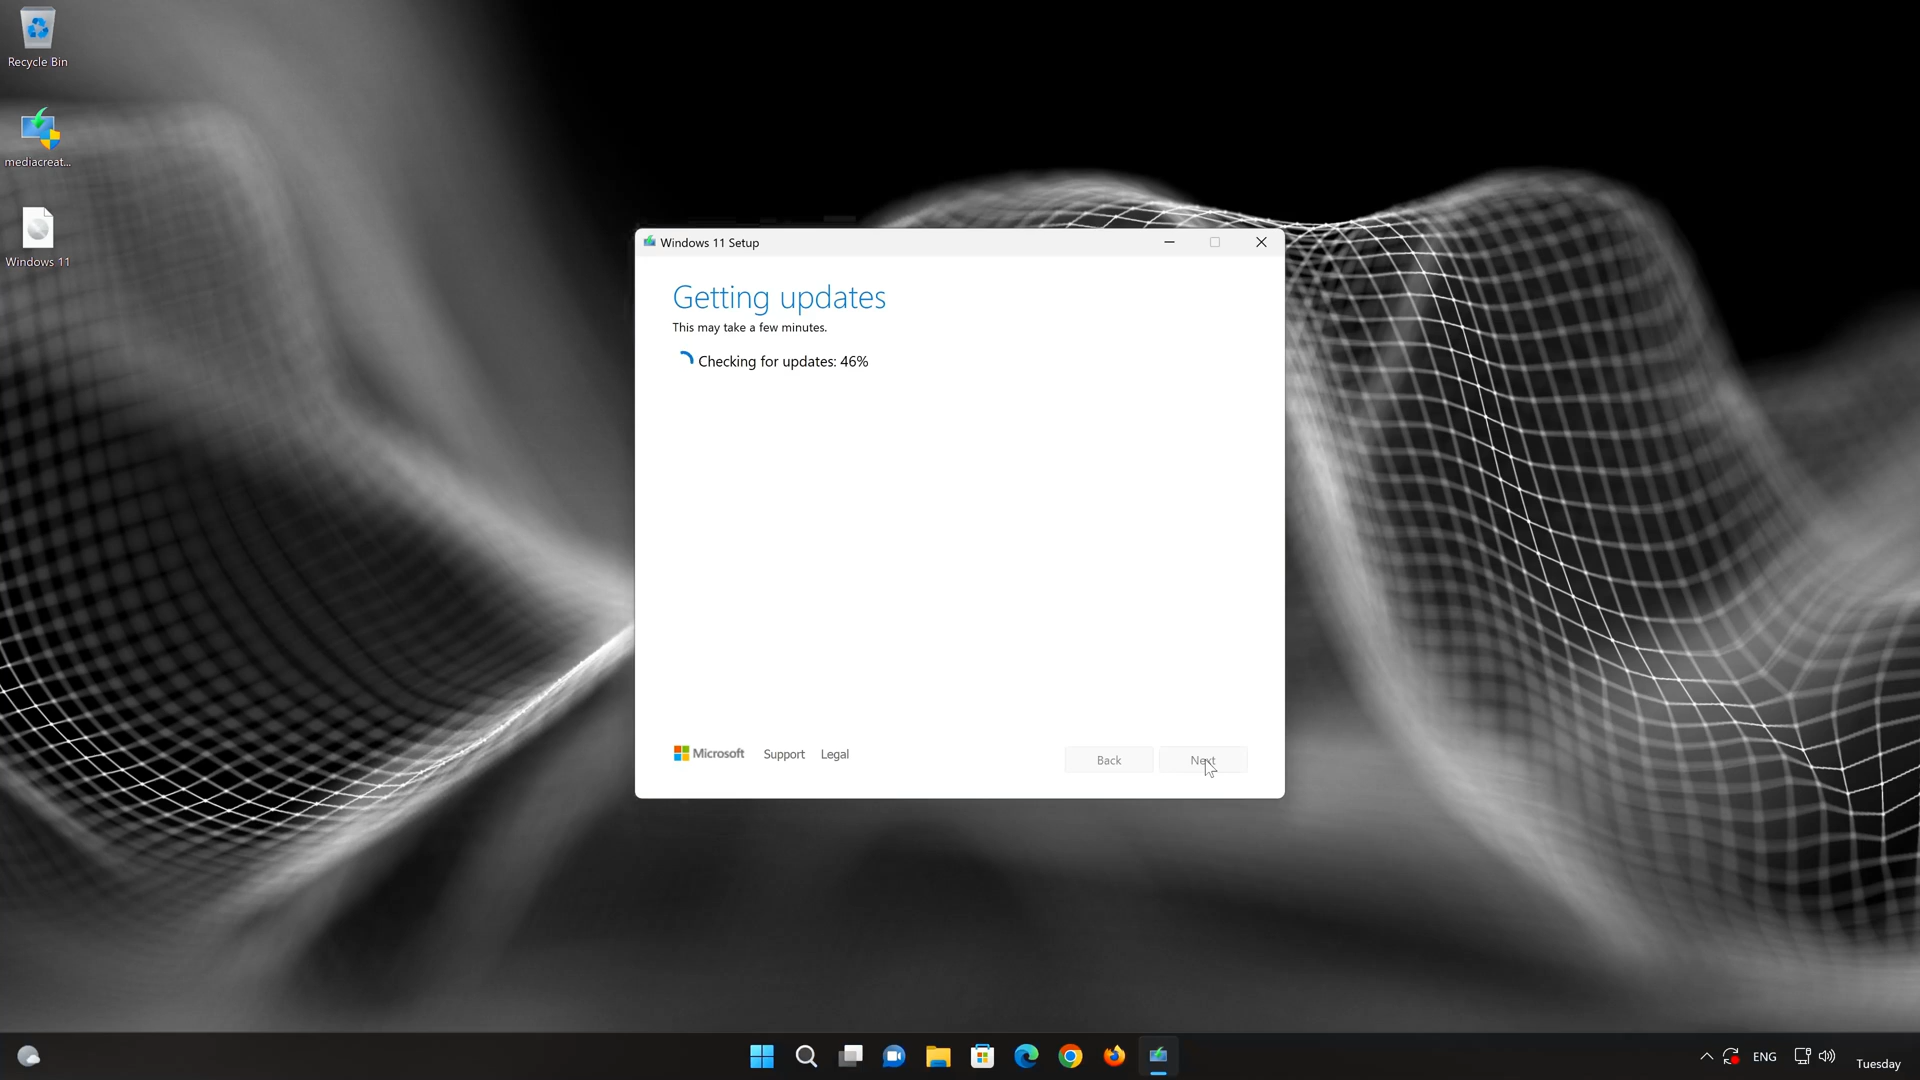 Recycle Bin
mediacreat...
Windows 11
Windows 11 Setup
Getting updates
This may take a few minutes.
Checking for updates: 46%
Microsoft
Support
Legal
Back
Next
ENG
Tuesday